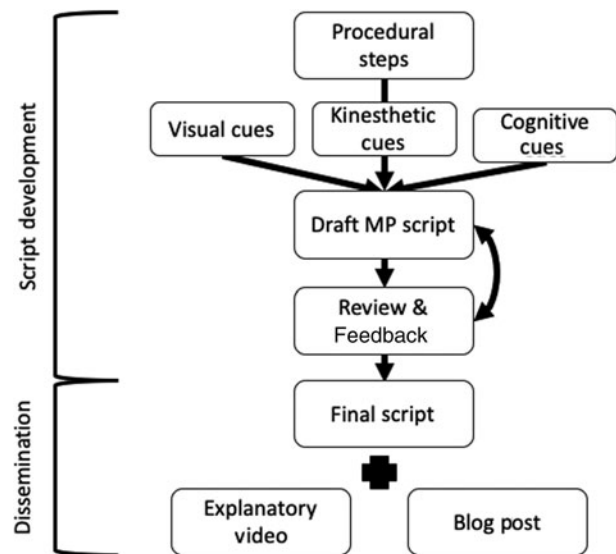 Script development
Procedural
steps
Visual cues
Kinesthetic
cues
Cognitive
cues
Draft MP script
Review &
Feedback
Dissemination
Final script
Explanatory
video
Blog post